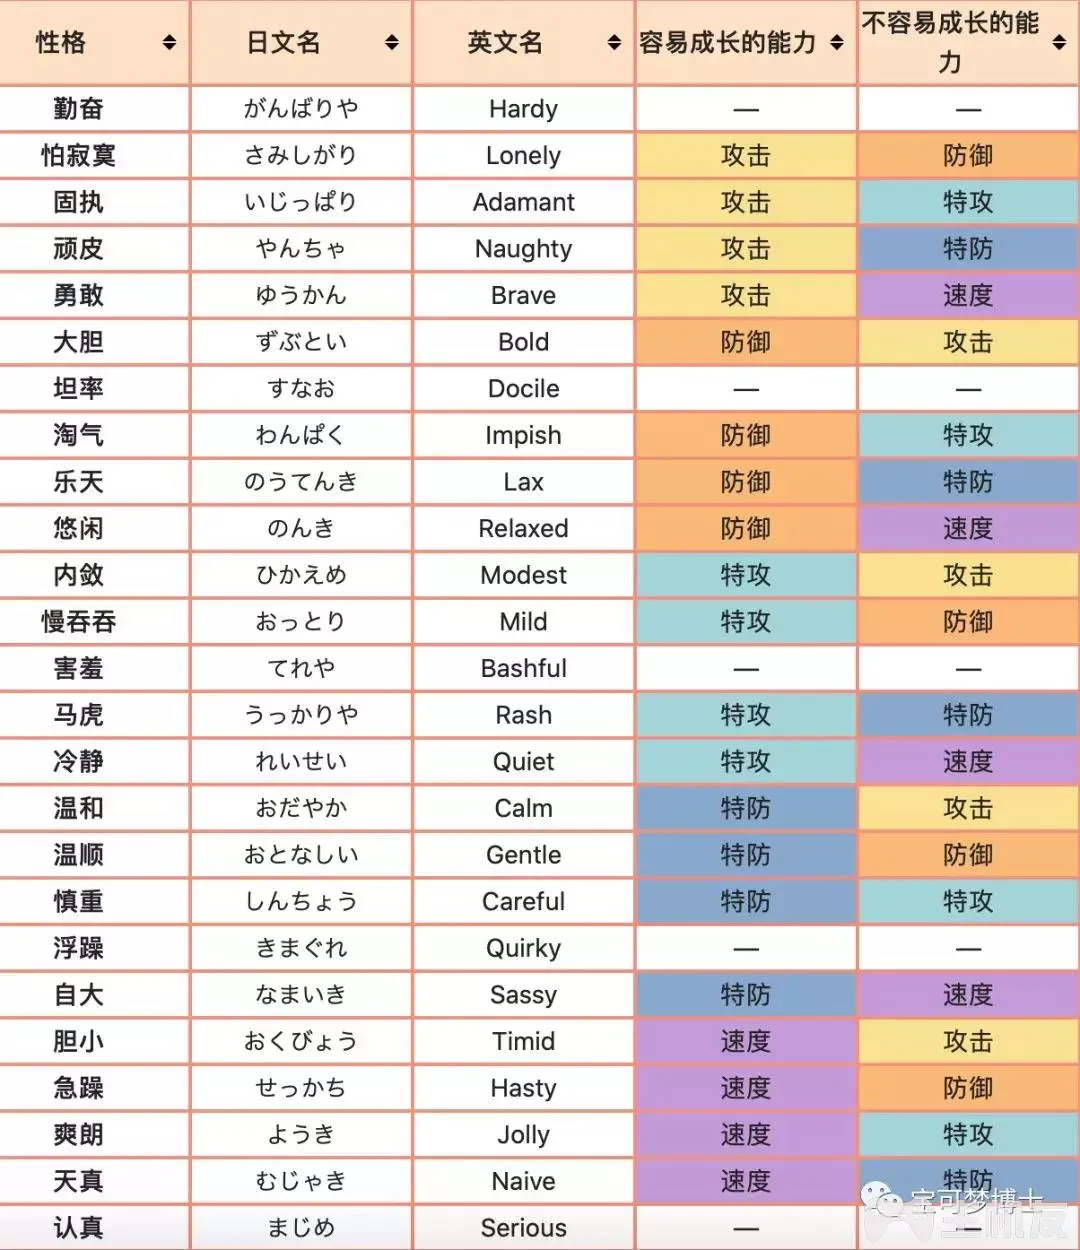 性格 日文名 英文名 容易成长的能力 不容易成长的能力
勤奋 がんばりや Hardy — —
怕寂寞 さみしがり Lonely 攻击 防御
固执 いじっぱり Adamant 攻击 特攻
顽皮 やんちゃ Naughty 攻击 特防
勇敢 ゆうかん Brave 攻击 速度
大胆 ずぶとい Bold 防御 攻击
坦率 すなお Docile — —
淘气 わんぱく Impish 防御 特攻
乐天 のうてんき Lax 防御 特防
悠闲 のんき Relaxed 防御 速度
内敛 ひかえめ Modest 特攻 攻击
慢吞吞 おっとり Mild 特攻 防御
害羞 てれや Bashful — —
马虎 うっかりや Rash 特攻 特防
冷静 れいせい Quiet 特攻 速度
温和 おだやか Calm 特防 攻击
温顺 おとなしい Gentle 特防 防御
慎重 しんちょう Careful 特防 特攻
浮躁 きまぐれ Quirky — —
自大 なまいき Sassy 特防 速度
胆小 おくびょう Timid 速度 攻击
急躁 せっかち Hasty 速度 防御
爽朗 ようき Jolly 速度 特攻
天真 むじゃき Naive 速度 特防
宝可梦博士
认真 まじめ Serious — —